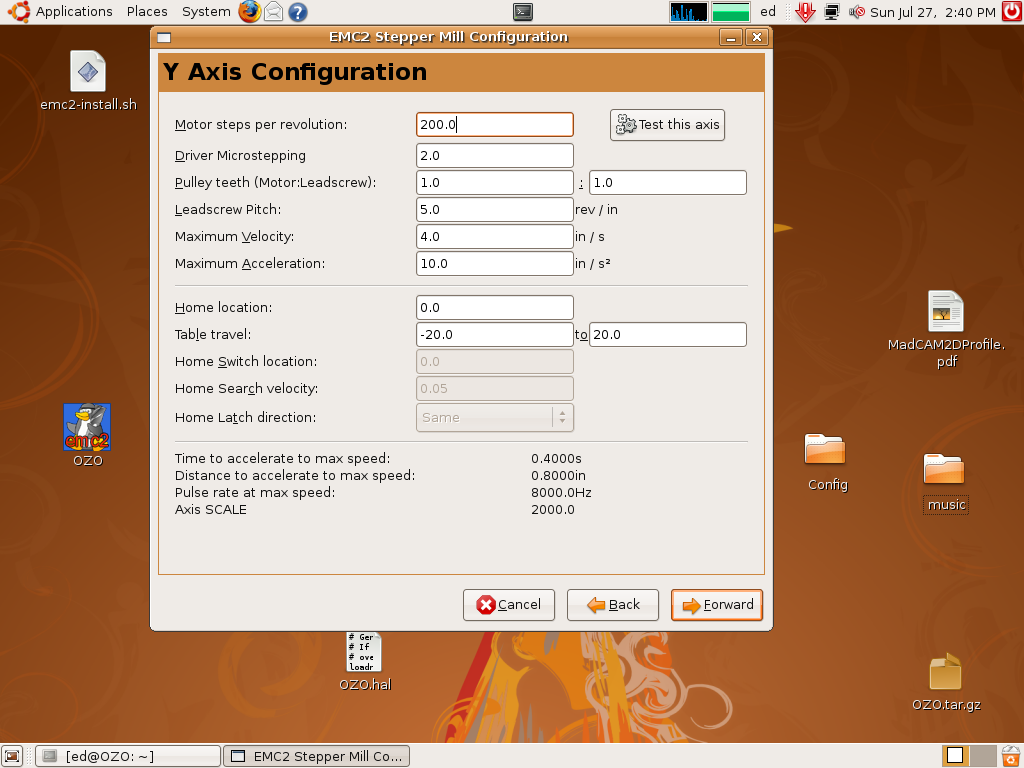 Applications Places System ed Sun Jul 27, 2:40 PM
EMC2 Stepper Mill Configuration
Y Axis Configuration
emc2-install.sh
Motor steps per revolution: 200.0 Test this axis
Driver Microstepping 2.0
Pulley teeth (Motor:Leadscrew): 1.0 : 1.0
Leadscrew Pitch: 5.0 rev / in
Maximum Velocity: 4.0 in / s
Maximum Acceleration: 10.0 in / s²
Home location: 0.0
Table travel: -20.0 to 20.0
Home Switch location: 0.0
Home Search velocity: 0.05
Home Latch direction: Same
Time to accelerate to max speed: 0.4000s
Distance to accelerate to max speed: 0.8000in
Pulse rate at max speed: 8000.0Hz
Axis SCALE 2000.0
Cancel Back Forward
MadCAM2DProfile.
pdf
emc2
OZO
Config
music
# Ger
# If
# ove
loadr
OZO.hal
OZO.tar.gz
[ed@OZO: ~] EMC2 Stepper Mill Co...